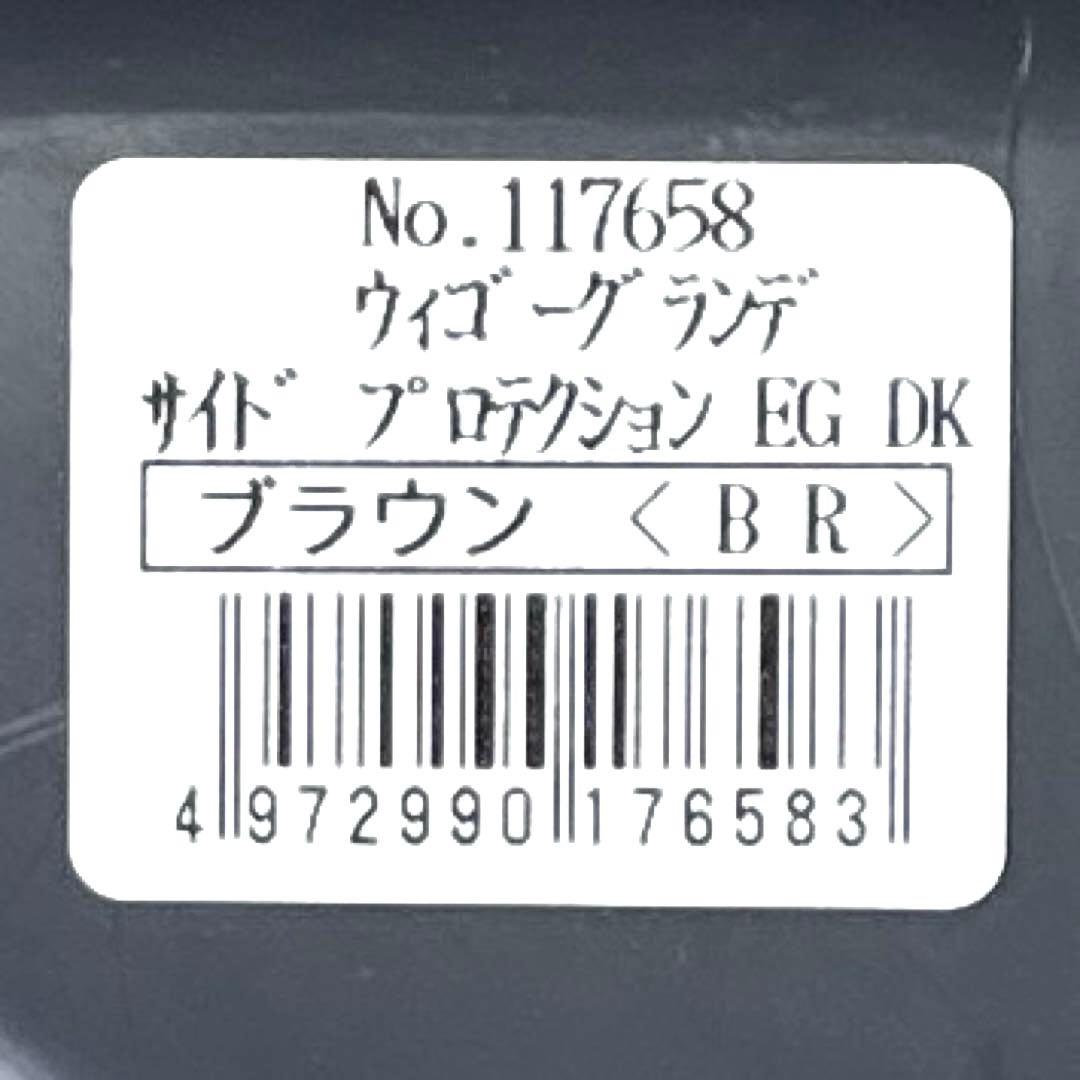 No.117658
ウィゴーグランデ
サイド プロテクション EG DK
ブラウン <BR>
4 972990 176583